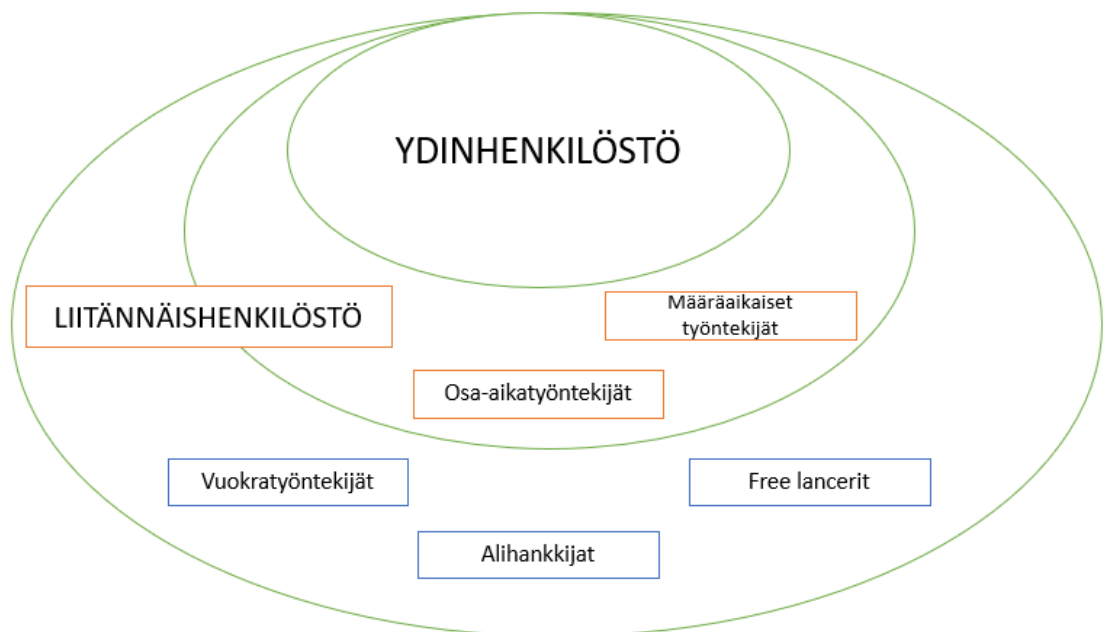 YDINHENKILÖSTÖ
LIITÄNNÄISHENKILÖSTÖ
Määräaikaiset
työntekijät
Osa-aikatyöntekijät
Vuokratyöntekijät
Free lancerit
Alihankkijat